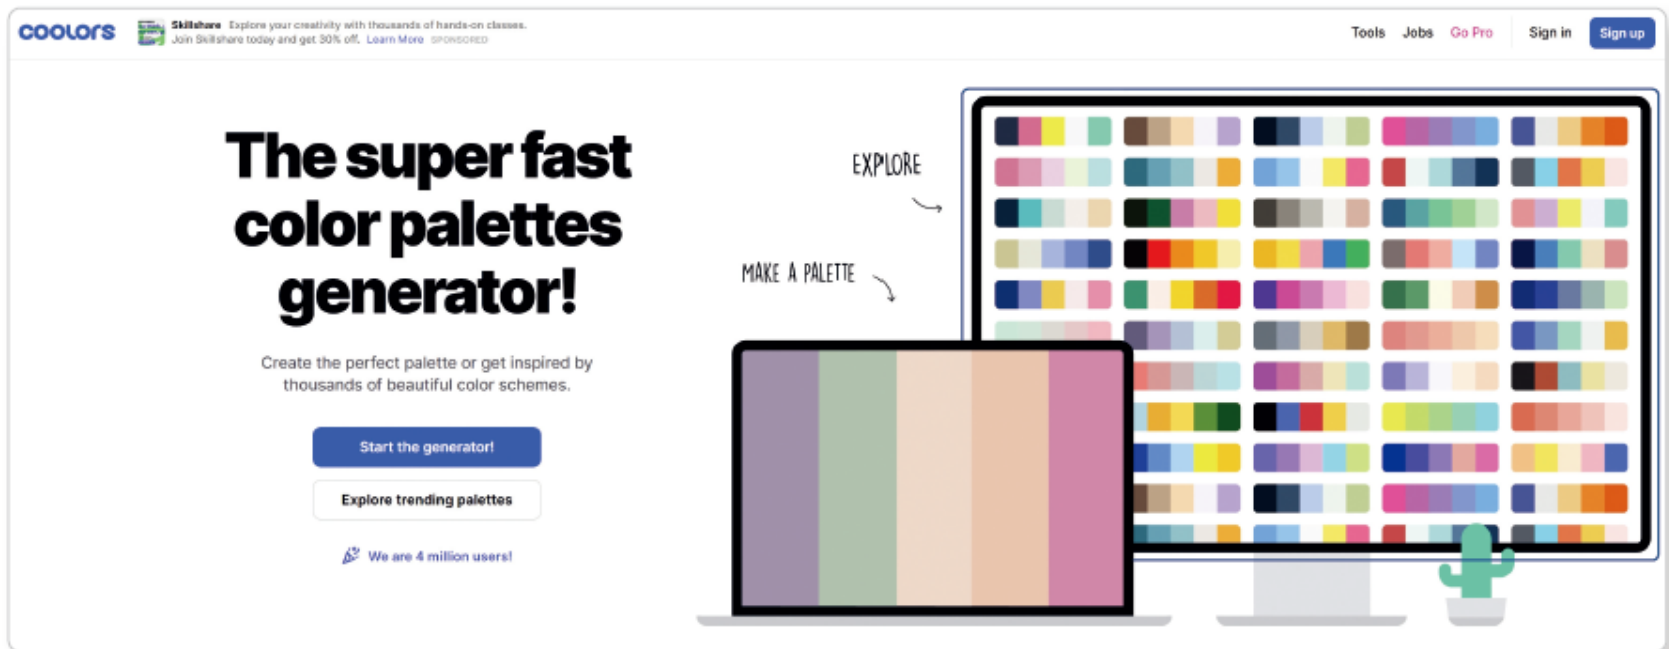 coolors
Skillshare Explore your creativity with thousands of hands-on classes.
Join Skillshare today and get 30% off. Learn More SPONSORED
Tools Jobs Go Pro Sign in Sign up
The super fast
color palettes
generator!
Create the perfect palette or get inspired by
thousands of beautiful color schemes.
Start the generator!
Explore trending palettes
We are 4 million users!
EXPLORE
MAKE A PALETTE